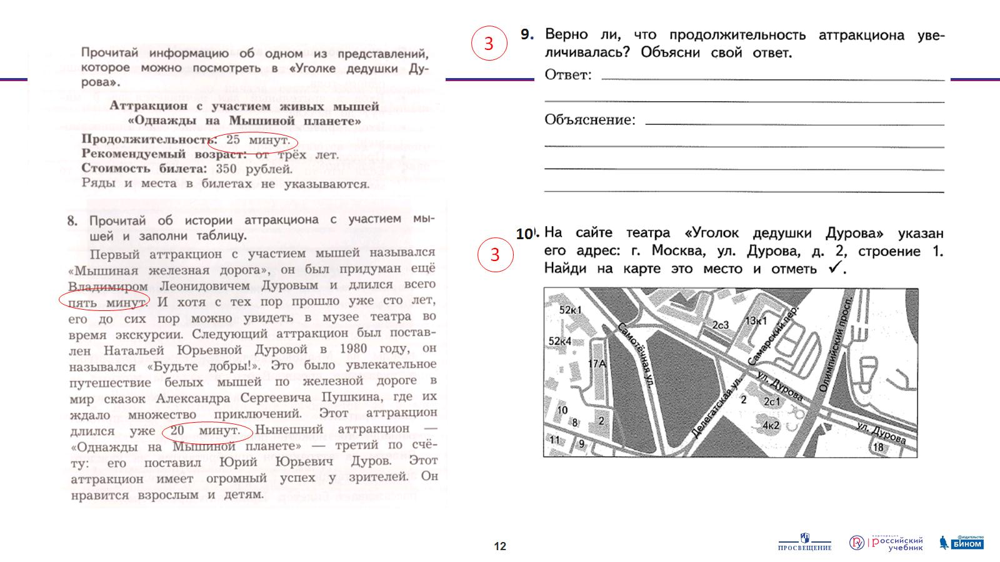 Прочитай информацию об одном из представлений,
которое можно посмотреть в «Уголке дедушки Ду-
рова».
Аттракцион с участием живых мышей
«Однажды на Мышиной планете»
Продолжительность: 25 минут.
Рекомендуемый возраст: от трёх лет.
Стоимость билета: 350 рублей.
Ряды и места в билетах не указываются.
8. Прочитай об истории аттракциона с участием мы-
шей и заполни таблицу.
Первый аттракцион с участием мышей назывался
«Мышиная железная дорога», он был придуман ещё
Владимиром Леонидовичем Дуровым и длился всего
пять минут. И хотя с тех пор прошло уже сто лет,
его до сих пор можно увидеть в музее театра во
время экскурсии. Следующий аттракцион был постав-
лен Натальей Юрьевной Дуровой в 1980 году, он
назывался «Будьте добры!». Это было увлекательное
путешествие белых мышей по железной дороге в
мир сказок Александра Сергеевича Пушкина, где их
ждало множество приключений. Этот аттракцион
длился уже 20 минут. Нынешний аттракцион —
«Однажды на Мышиной планете» — третий по счё-
ту: его поставил Юрий Юрьевич Дуров. Этот
аттракцион имеет огромный успех у зрителей. Он
нравится взрослым и детям.
3
9. Верно ли, что продолжительность аттракциона уве-
личивалась? Объясни свой ответ.
Ответ:
Объяснение:
3
10. На сайте театра «Уголок дедушки Дурова» указан
его адрес: г. Москва, ул. Дурова, д. 2, строение 1.
Найди на карте это место и отметь ✓.
52к1
52к4
17А
Самотёчная ул.
2с3
13к1
Самарский пер.
Олимпийский просп.
ул. Дурова
Делегатская ул.
2
2с1
4к2
10
8
2
11
9
ул. Дурова
18
12
ПРОСВЕЩЕНИЕ
корпорация
российский
учебник
издательство
БИНОМ